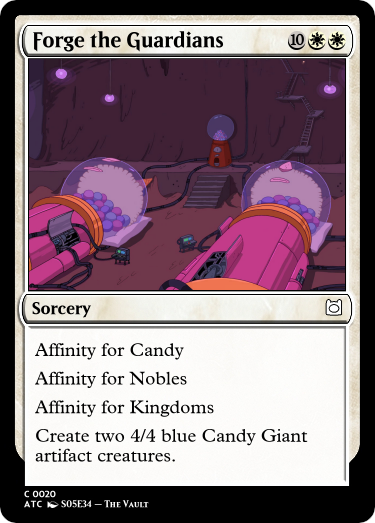 Forge the Guardians 10
Sorcery
Affinity for Candy
Affinity for Nobles
Affinity for Kingdoms
Create two 4/4 blue Candy Giant
artifact creatures.
C 0020
ATC S05E34 — The Vault